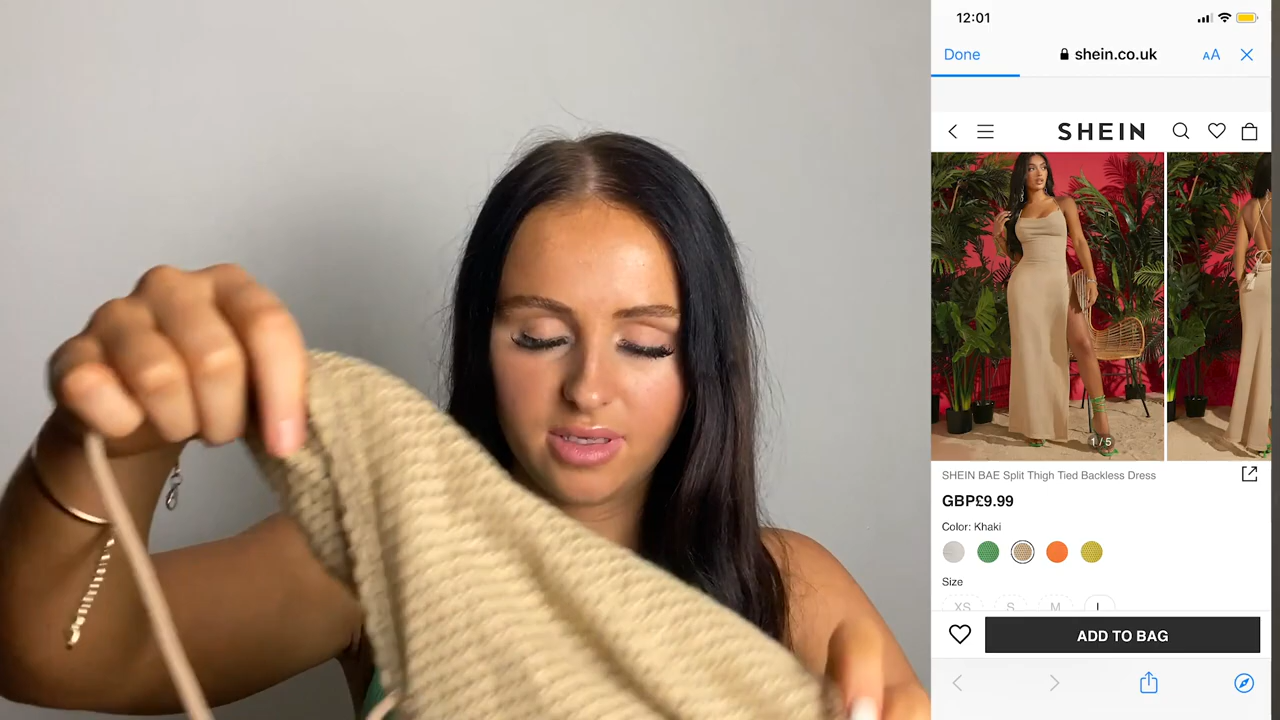 12:01
Done
shein.co.uk
AA
SHEIN
1/5
SHEIN BAE Split Thigh Tied Backless Dress
GBP£9.99
Color: Khaki
Size
XS S M L
ADD TO BAG